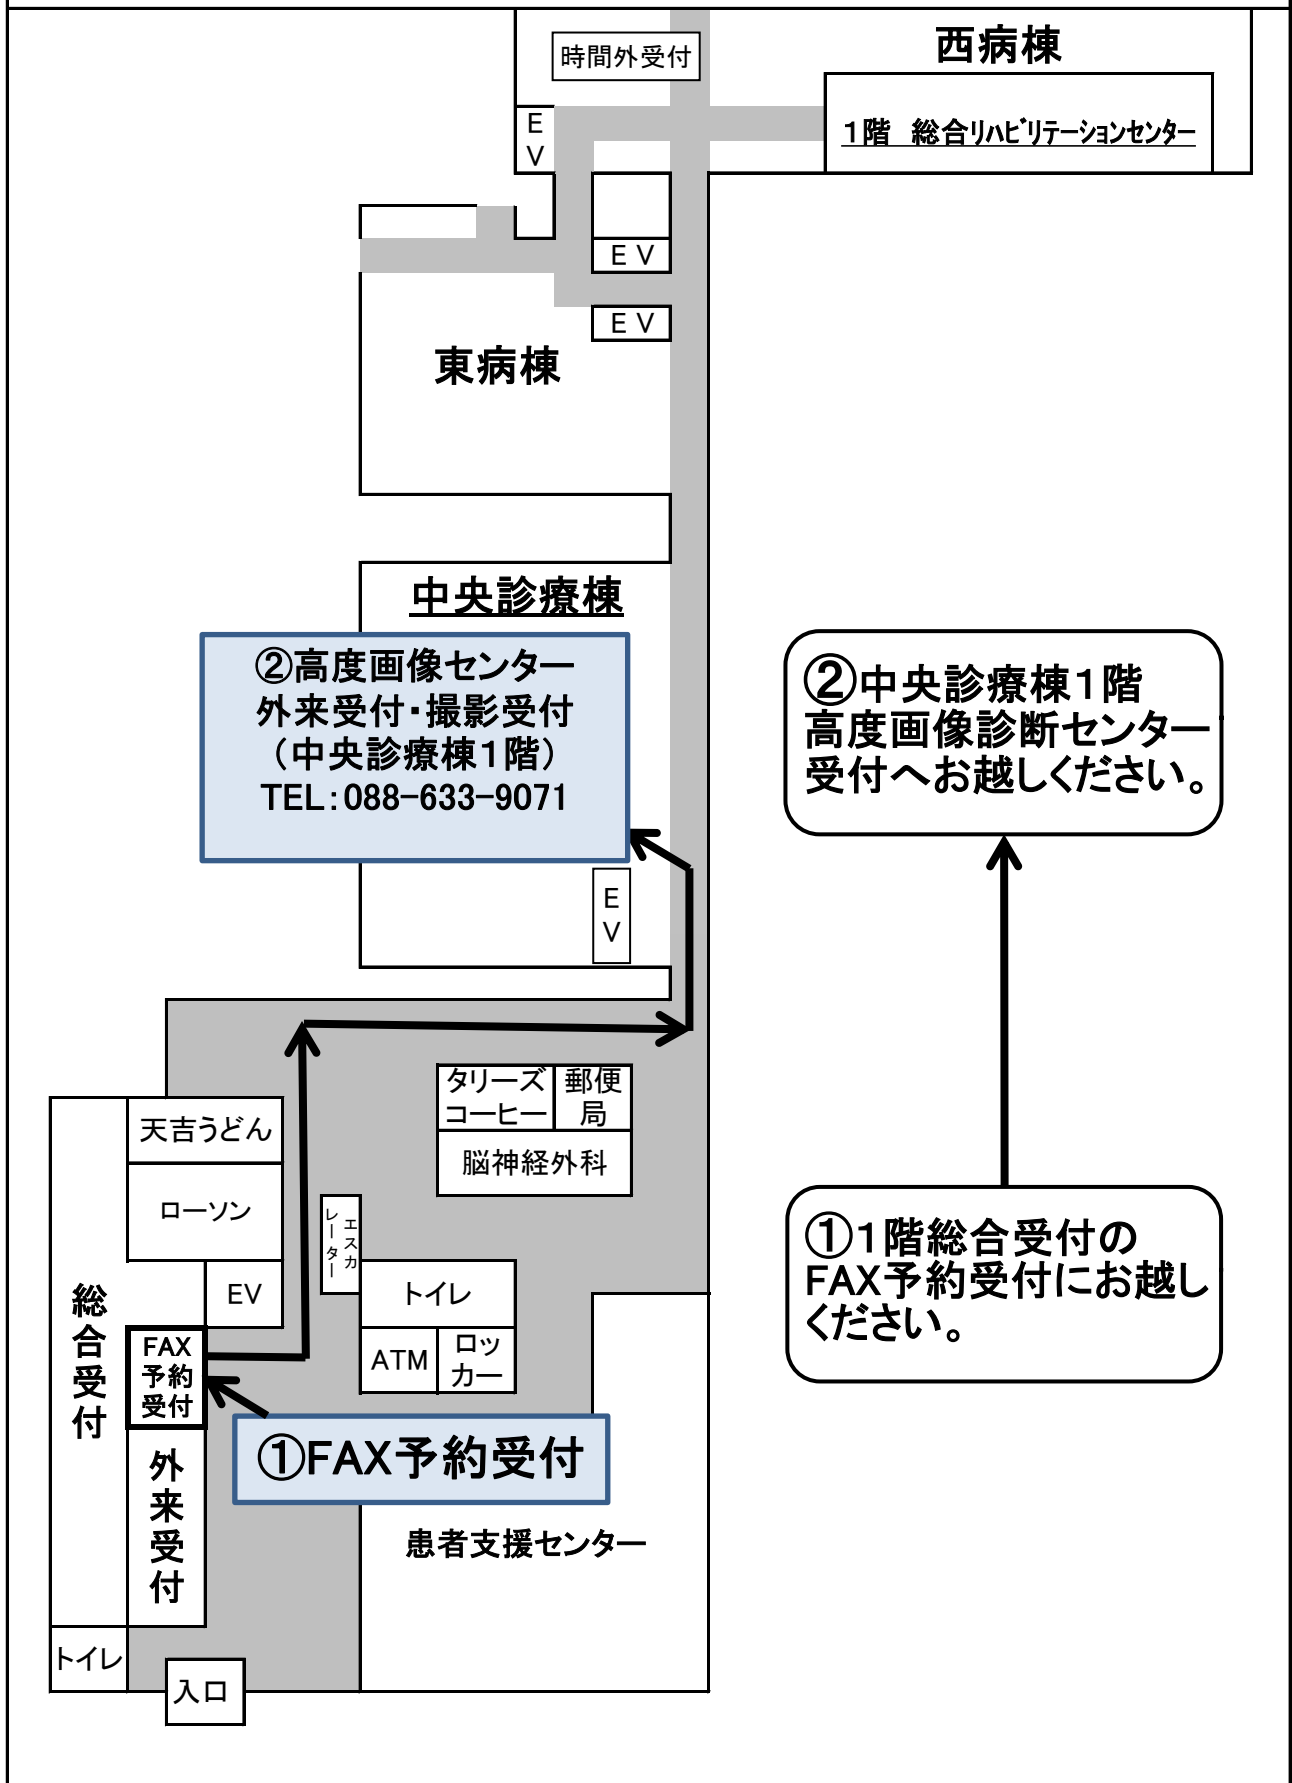 時間外受付
西病棟
E
V
1階　総合ﾘﾊﾋﾞﾘﾃｰｼｮﾝｾﾝﾀｰ
E V
E V
東病棟
中央診療棟
②高度画像センター
外来受付・撮影受付
（中央診療棟1階）
TEL：088-633-9071
②中央診療棟1階
高度画像診断センター
受付へお越しください。
E
V
タリーズ
コーヒー
郵便
局
脳神経外科
天吉うどん
ローソン
エスカ
レーター
EV
トイレ
ATM
ロッ
カー
総合受付
FAX
予約
受付
①FAX予約受付
①1階総合受付の
FAX予約受付にお越し
ください。
外来受付
患者支援センター
トイレ
入口